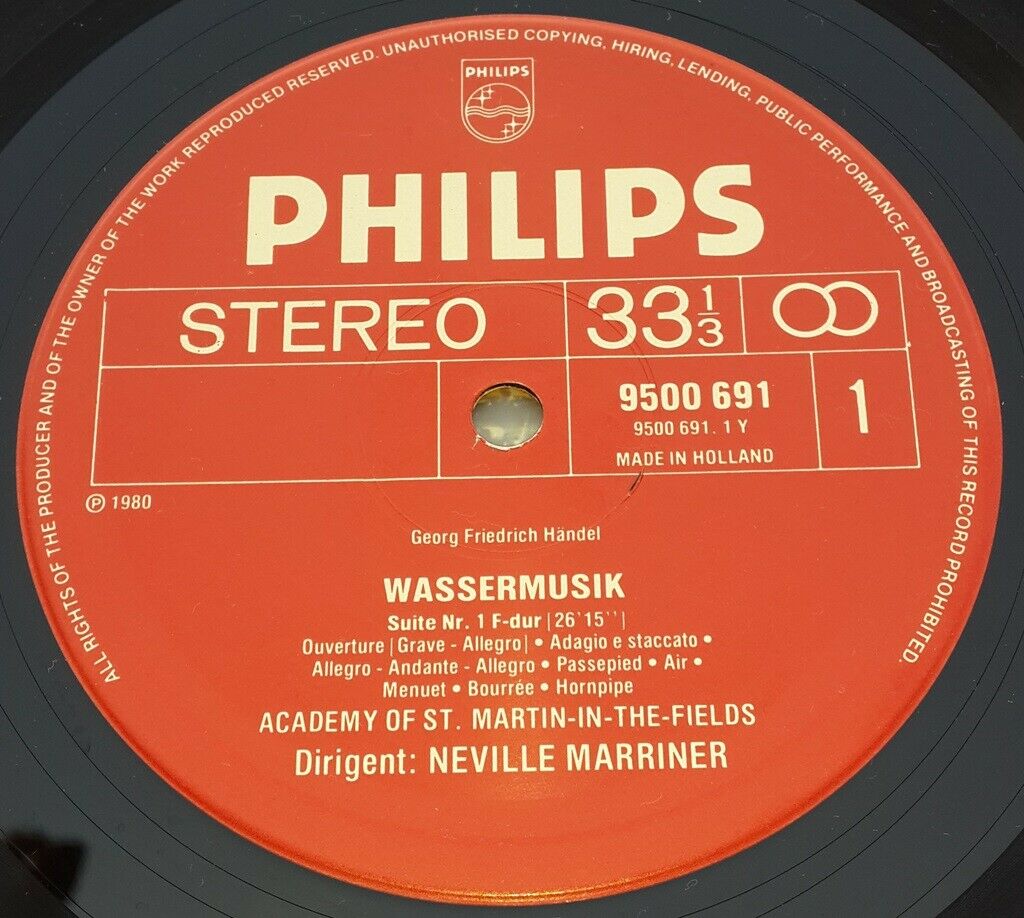 ALL RIGHTS OF THE PRODUCER AND OF THE OWNER OF THE WORK REPRODUCED RESERVED. UNAUTHORISED COPYING, HIRING, LENDING, PUBLIC PERFORMANCE AND BROADCASTING OF THIS RECORD PROHIBITED.
PHILIPS
PHILIPS
STEREO
33 1/3
9500 691
1
9500 691. 1 Y
MADE IN HOLLAND
℗ 1980
Georg Friedrich Händel
WASSERMUSIK
Suite Nr. 1 F-dur [26'15'']
Ouverture [Grave - Allegro] • Adagio e staccato •
Allegro - Andante - Allegro • Passepied • Air •
Menuet • Bourrée • Hornpipe
ACADEMY OF ST. MARTIN-IN-THE-FIELDS
Dirigent: NEVILLE MARRINER